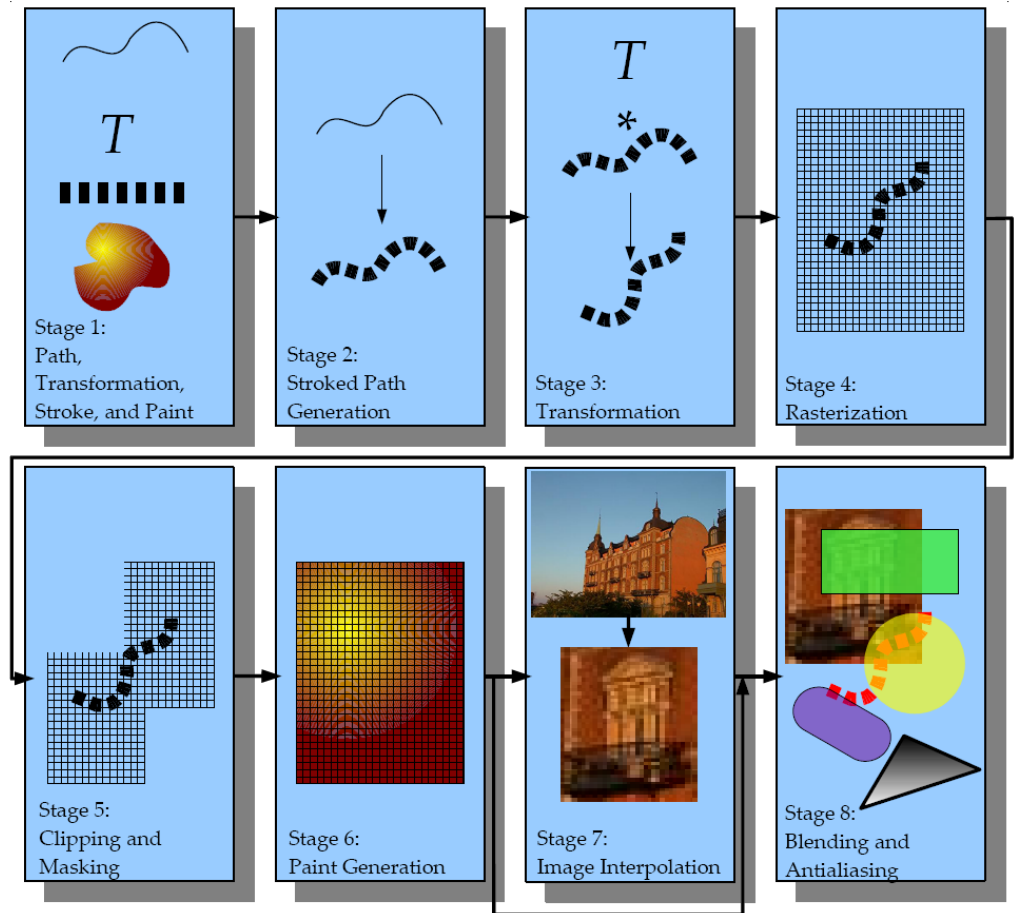 T
Stage 1:
Path,
Transformation,
Stroke, and Paint
Stage 2:
Stroked Path
Generation
T
*
Stage 3:
Transformation
Stage 4:
Rasterization
Stage 5:
Clipping and
Masking
Stage 6:
Paint Generation
Stage 7:
Image Interpolation
Stage 8:
Blending and
Antialiasing